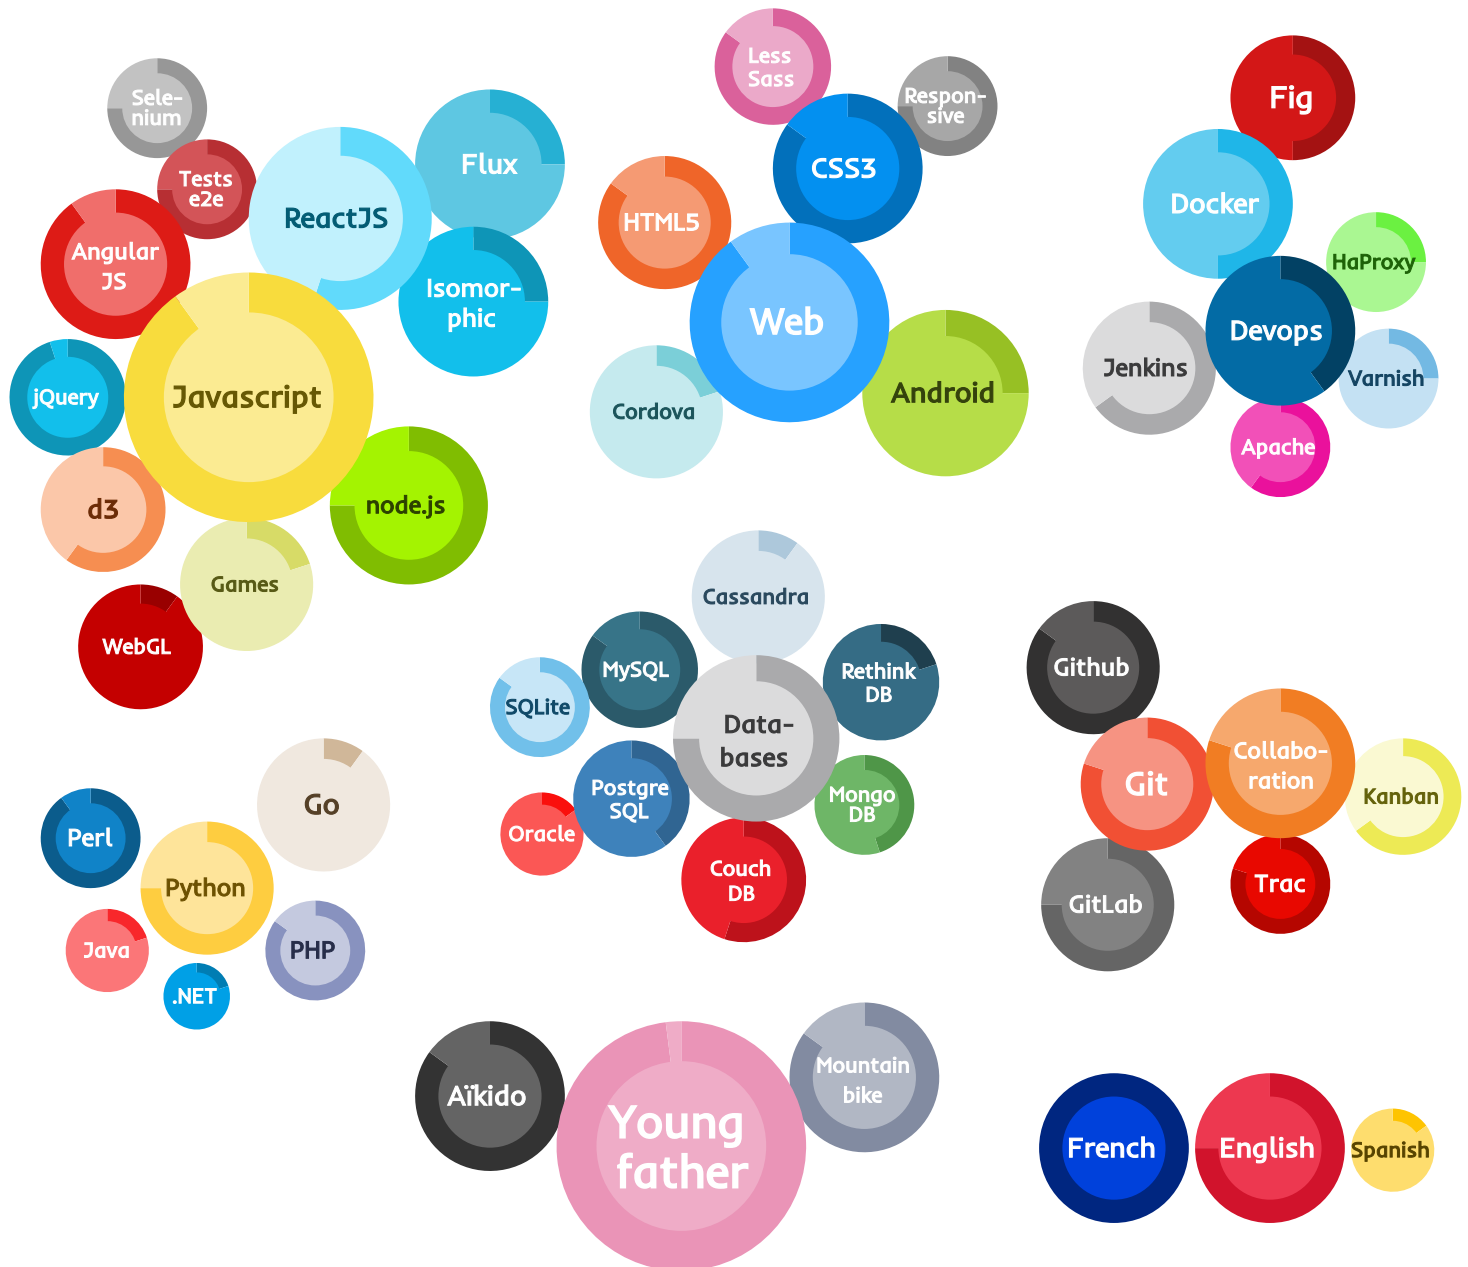 Sele-
nium
Tests
e2e
ReactJS
Flux
Angular
JS
Isomor-
phic
jQuery
Javascript
d3
node.js
Games
WebGL
Less
Sass
Respon-
sive
CSS3
HTML5
Web
Cordova
Android
Fig
Docker
HaProxy
Devops
Jenkins
Varnish
Apache
Cassandra
MySQL
Rethink
DB
SQLite
Data-
bases
Postgre
SQL
Mongo
DB
Oracle
Couch
DB
Github
Collabo-
ration
Git
Kanban
Trac
GitLab
Go
Perl
Python
Java
PHP
.NET
Aïkido
Young
father
Mountain
bike
French
English
Spanish